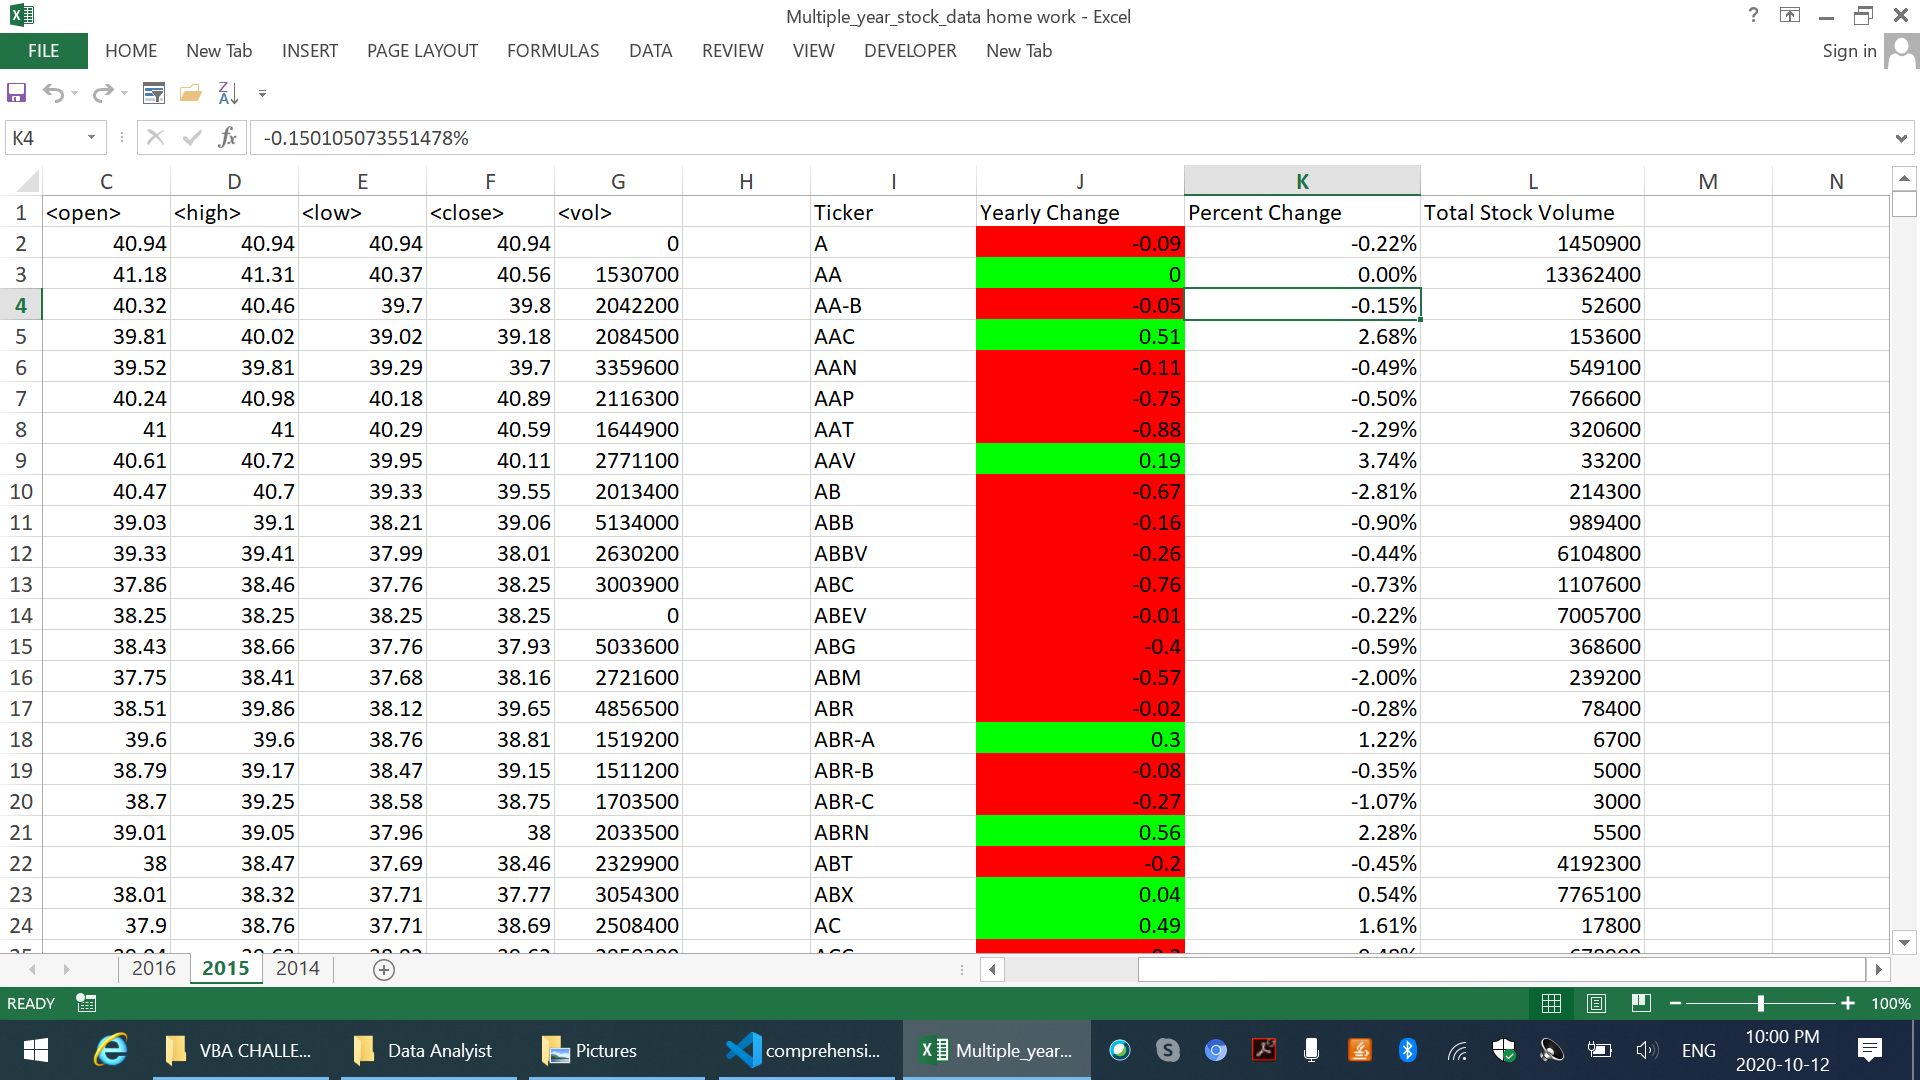 Multiple_year_stock_data home work - Excel
?
FILE HOME New Tab INSERT PAGE LAYOUT FORMULAS DATA REVIEW VIEW DEVELOPER New Tab Sign in
K4 fx -0.150105073551478%
C D E F G H I J K L M N
1 <open> <high> <low> <close> <vol> Ticker Yearly Change Percent Change Total Stock Volume
2 40.94 40.94 40.94 40.94 0 A -0.09 -0.22% 1450900
3 41.18 41.31 40.37 40.56 1530700 AA 0 0.00% 13362400
4 40.32 40.46 39.7 39.8 2042200 AA-B -0.05 -0.15% 52600
5 39.81 40.02 39.02 39.18 2084500 AAC 0.51 2.68% 153600
6 39.52 39.81 39.29 39.7 3359600 AAN -0.11 -0.49% 549100
7 40.24 40.98 40.18 40.89 2116300 AAP -0.75 -0.50% 766600
8 41 41 40.29 40.59 1644900 AAT -0.88 -2.29% 320600
9 40.61 40.72 39.95 40.11 2771100 AAV 0.19 3.74% 33200
10 40.47 40.7 39.33 39.55 2013400 AB -0.67 -2.81% 214300
11 39.03 39.1 38.21 39.06 5134000 ABB -0.16 -0.90% 989400
12 39.33 39.41 37.99 38.01 2630200 ABBV -0.26 -0.44% 6104800
13 37.86 38.46 37.76 38.25 3003900 ABC -0.76 -0.73% 1107600
14 38.25 38.25 38.25 38.25 0 ABEV -0.01 -0.22% 7005700
15 38.43 38.66 37.76 37.93 5033600 ABG -0.4 -0.59% 368600
16 37.75 38.41 37.68 38.16 2721600 ABM -0.57 -2.00% 239200
17 38.51 39.86 38.12 39.65 4856500 ABR -0.02 -0.28% 78400
18 39.6 39.6 38.76 38.81 1519200 ABR-A 0.3 1.22% 6700
19 38.79 39.17 38.47 39.15 1511200 ABR-B -0.08 -0.35% 5000
20 38.7 39.25 38.58 38.75 1703500 ABR-C -0.27 -1.07% 3000
21 39.01 39.05 37.96 38 2033500 ABRN 0.56 2.28% 5500
22 38 38.47 37.69 38.46 2329900 ABT -0.2 -0.45% 4192300
23 38.01 38.32 37.71 37.77 3054300 ABX 0.04 0.54% 7765100
24 37.9 38.76 37.71 38.69 2508400 AC 0.49 1.61% 17800
2016 2015 2014
READY 100%
VBA CHALLE... Data Analyist Pictures comprehensi... Multiple_year... ENG 10:00 PM
2020-10-12